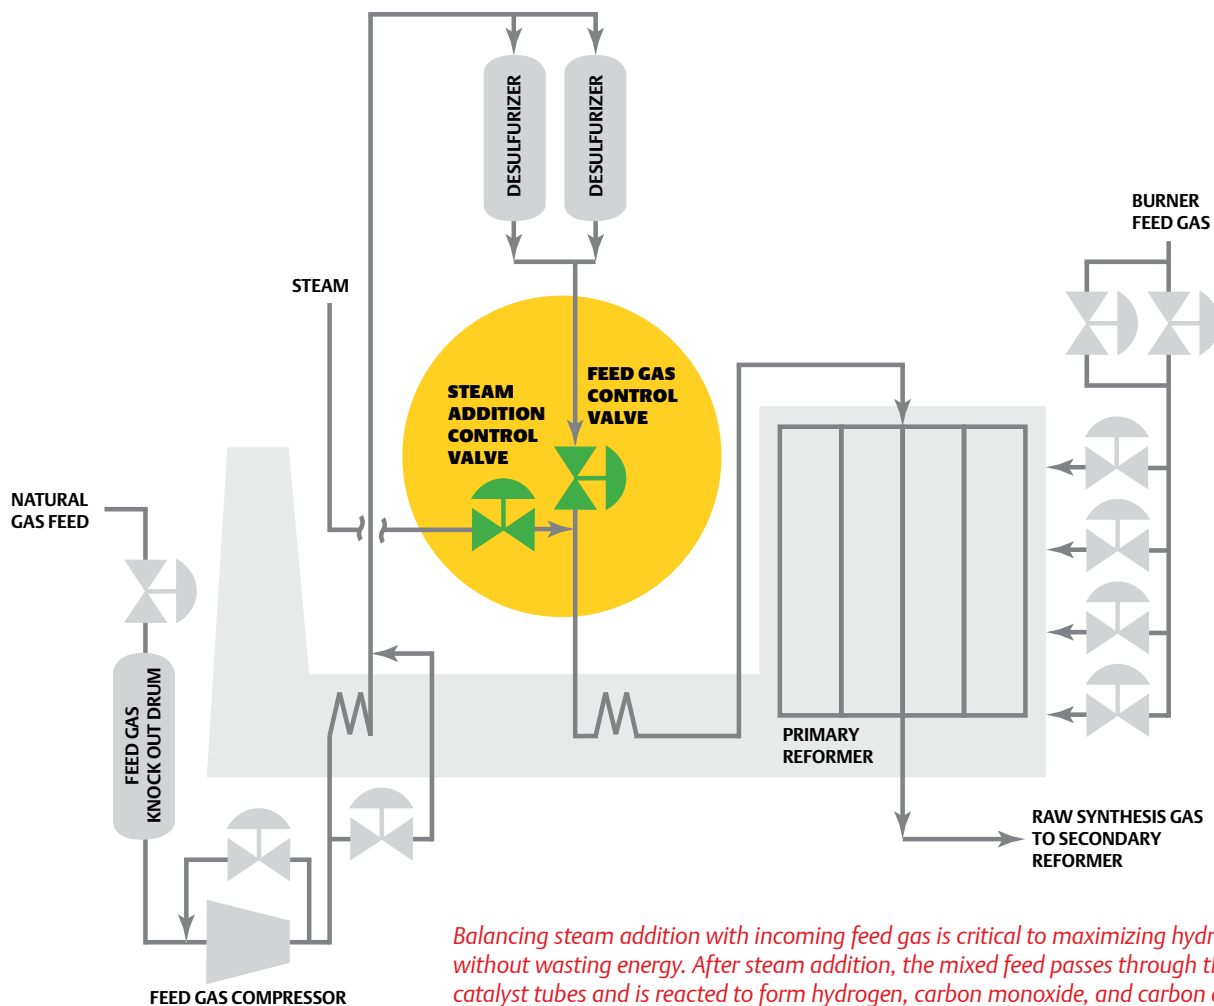 DESULFURIZER
DESULFURIZER
BURNER
FEED GAS
STEAM
STEAM
ADDITION
CONTROL
VALVE
FEED GAS
CONTROL
VALVE
NATURAL
GAS FEED
FEED GAS
KNOCK OUT DRUM
PRIMARY
REFORMER
RAW SYNTHESIS GAS
TO SECONDARY
REFORMER
FEED GAS COMPRESSOR
Balancing steam addition with incoming feed gas is critical to maximizing hydr
without wasting energy. After steam addition, the mixed feed passes through th
catalyst tubes and is reacted to form hydrogen, carbon monoxide, and carbon